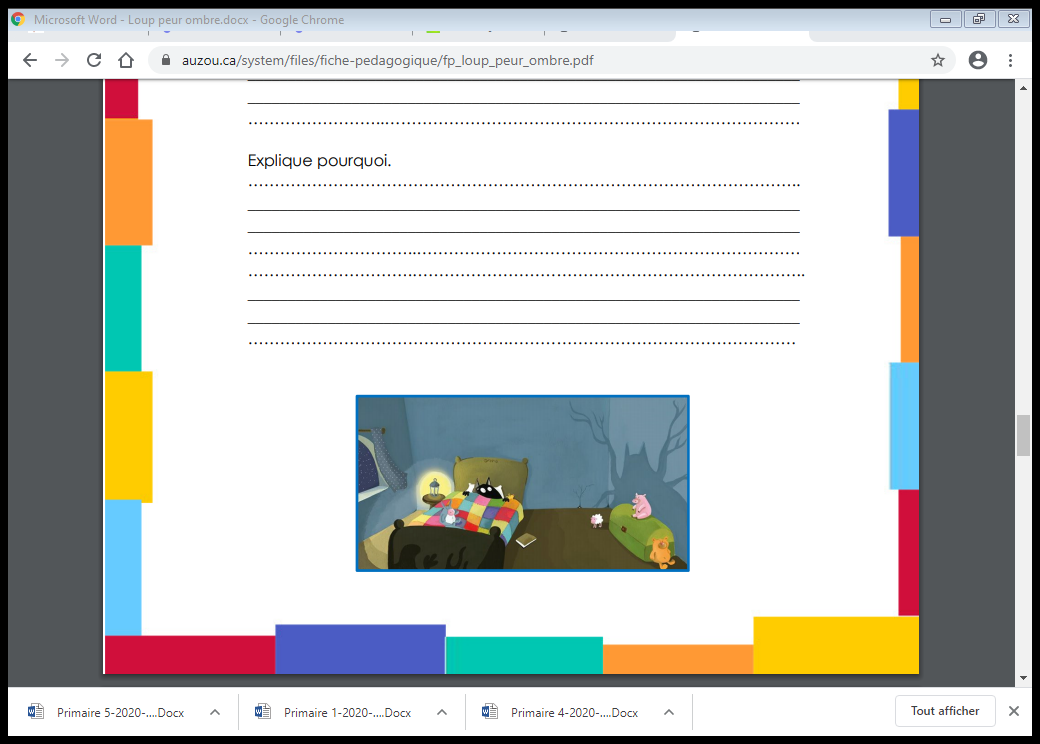 Microsoft Word - Loup peur ombre.docx - Google Chrome
auzou.ca/system/files/fiche-pedagogique/fp_loup_peur_ombre.pdf
Explique pourquoi.
Primaire 5-2020-....Docx
Primaire 1-2020-....Docx
Primaire 4-2020-....Docx
Tout afficher